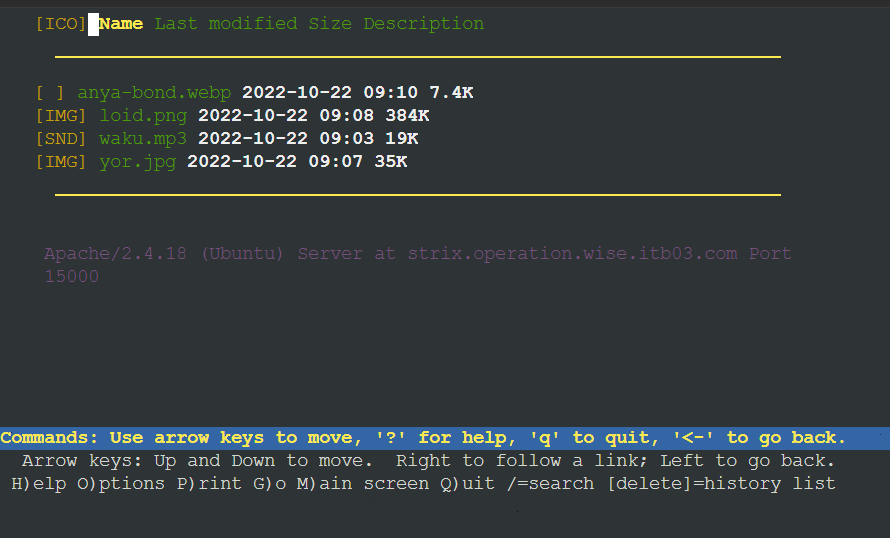 [ICO] Name Last modified Size Description
[ ] anya-bond.webp 2022-10-22 09:10 7.4K
[IMG] loid.png 2022-10-22 09:08 384K
[SND] waku.mp3 2022-10-22 09:03 19K
[IMG] yor.jpg 2022-10-22 09:07 35K
Apache/2.4.18 (Ubuntu) Server at strix.operation.wise.itb03.com Port
15000
Commands: Use arrow keys to move, '?' for help, 'q' to quit, '<-' to go back.
Arrow keys: Up and Down to move.  Right to follow a link; Left to go back.
H)elp O)ptions P)rint G)o M)ain screen Q)uit /=search [delete]=history list